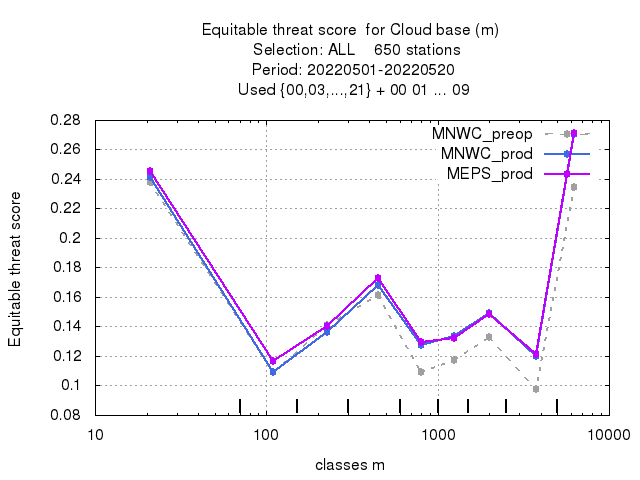 Equitable threat score  for Cloud base (m)
Selection: ALL    650 stations
Period: 20220501-20220520
Used {00,03,...,21} + 00 01 ... 09
MNWC_preop
MNWC_prod
MEPS_prod
Equitable threat score
0.28
0.26
0.24
0.22
0.2
0.18
0.16
0.14
0.12
0.1
0.08
10
100
1000
10000
classes m